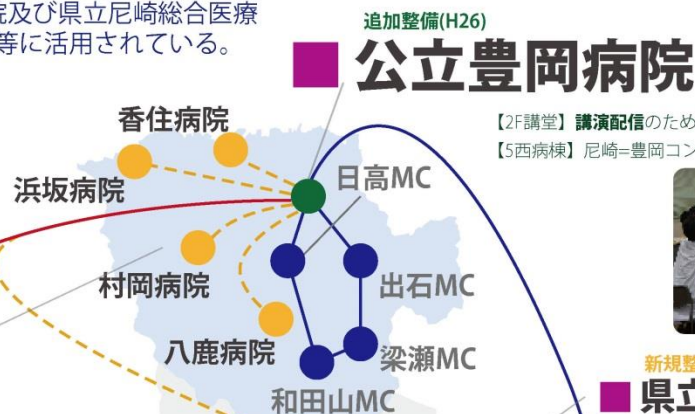 院及び県立尼崎総合医療
等に活用されている。
追加整備(H26)
公立豊岡病院
【2F講堂】講演配信のため
【5西病棟】尼崎=豊岡コン
香住病院
浜坂病院
日高MC
村岡病院
出石MC
八鹿病院
梁瀬MC
和田山MC
新規整
県立